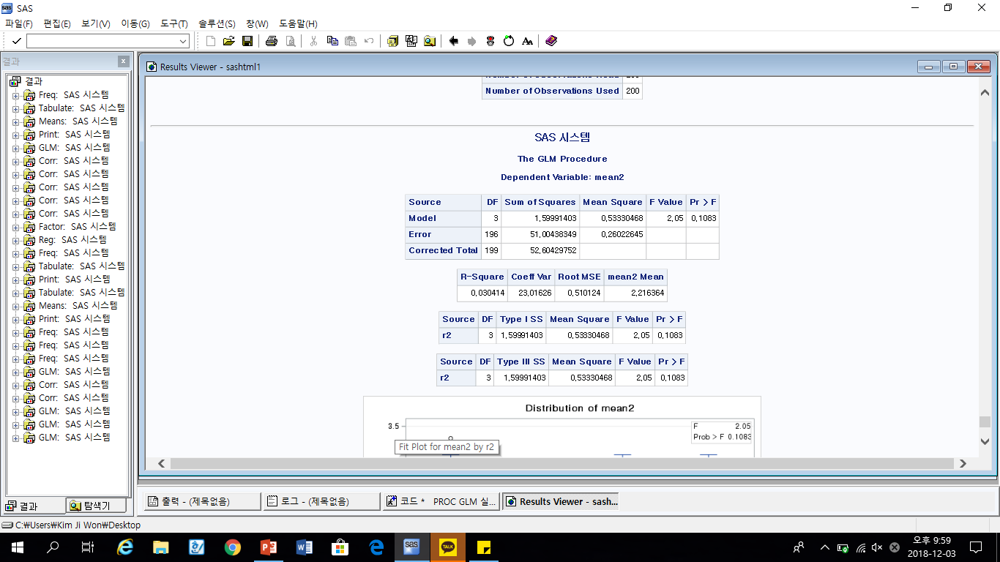 SAS
파일(F) 편집(E) 보기(V) 이동(G) 도구(T) 솔루션(S) 창(W) 도움말(H)
결과
결과
Freq: SAS 시스템
Tabulate: SAS 시스템
Means: SAS 시스템
Print: SAS 시스템
GLM: SAS 시스템
Corr: SAS 시스템
Corr: SAS 시스템
Corr: SAS 시스템
Corr: SAS 시스템
Corr: SAS 시스템
Factor: SAS 시스템
Reg: SAS 시스템
Freq: SAS 시스템
Tabulate: SAS 시스템
Print: SAS 시스템
Tabulate: SAS 시스템
Means: SAS 시스템
Print: SAS 시스템
Freq: SAS 시스템
Freq: SAS 시스템
Freq: SAS 시스템
GLM: SAS 시스템
Corr: SAS 시스템
Corr: SAS 시스템
GLM: SAS 시스템
GLM: SAS 시스템
GLM: SAS 시스템
결과 탐색기
Results Viewer - sashtml1
Number of Observations Used 200
SAS 시스템
The GLM Procedure
Dependent Variable: mean2
Source DF Sum of Squares Mean Square F Value Pr > F
Model 3 1,59991403 0,53330468 2,05 0,1083
Error 196 51,00438349 0,26022645
Corrected Total 199 52,60429752
R-Square Coeff Var Root MSE mean2 Mean
0,030414 23,01626 0,510124 2,216364
Source DF Type I SS Mean Square F Value Pr > F
r2 3 1,59991403 0,53330468 2,05 0,1083
Source DF Type III SS Mean Square F Value Pr > F
r2 3 1,59991403 0,53330468 2,05 0,1083
Distribution of mean2
3.5
F 2.05
Prob > F 0.1083
Fit Plot for mean2 by r2
출력 - (제목없음) 로그 - (제목없음) 코드 * PROC GLM 실... Results Viewer - sash...
C:₩Users₩Kim Ji Won₩Desktop
sas
TALK
오후 9:59
2018-12-03